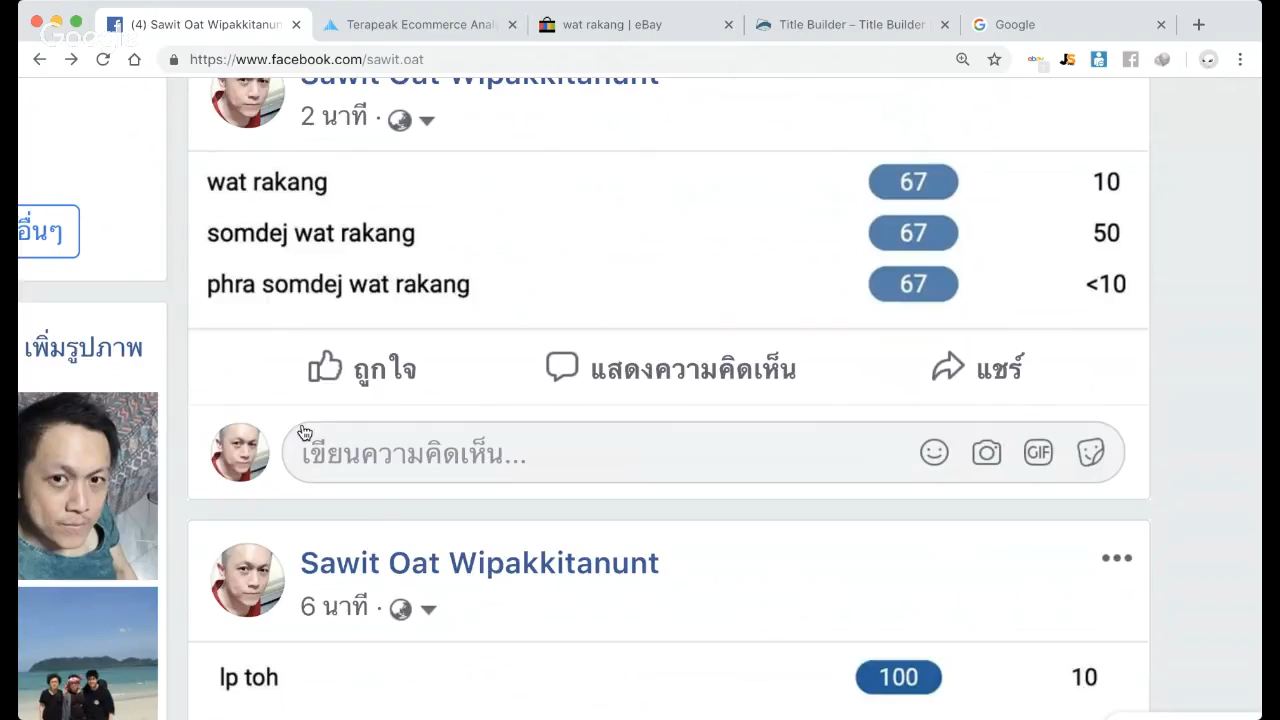 (4) Sawit Oat Wipakkitanun
Terapeak Ecommerce Anal
wat rakang | eBay
Title Builder – Title Builder
Google
Google
https://www.facebook.com/sawit.oat
Sawit Oat Wipakkitanunt
2 นาที ·
wat rakang 67 10
somdej wat rakang 67 50
phra somdej wat rakang 67 <10
อื่นๆ
เพิ่มรูปภาพ
ถูกใจ
แสดงความคิดเห็น
แชร์
เขียนความคิดเห็น...
GIF
Sawit Oat Wipakkitanunt
6 นาที ·
lp toh 100 10